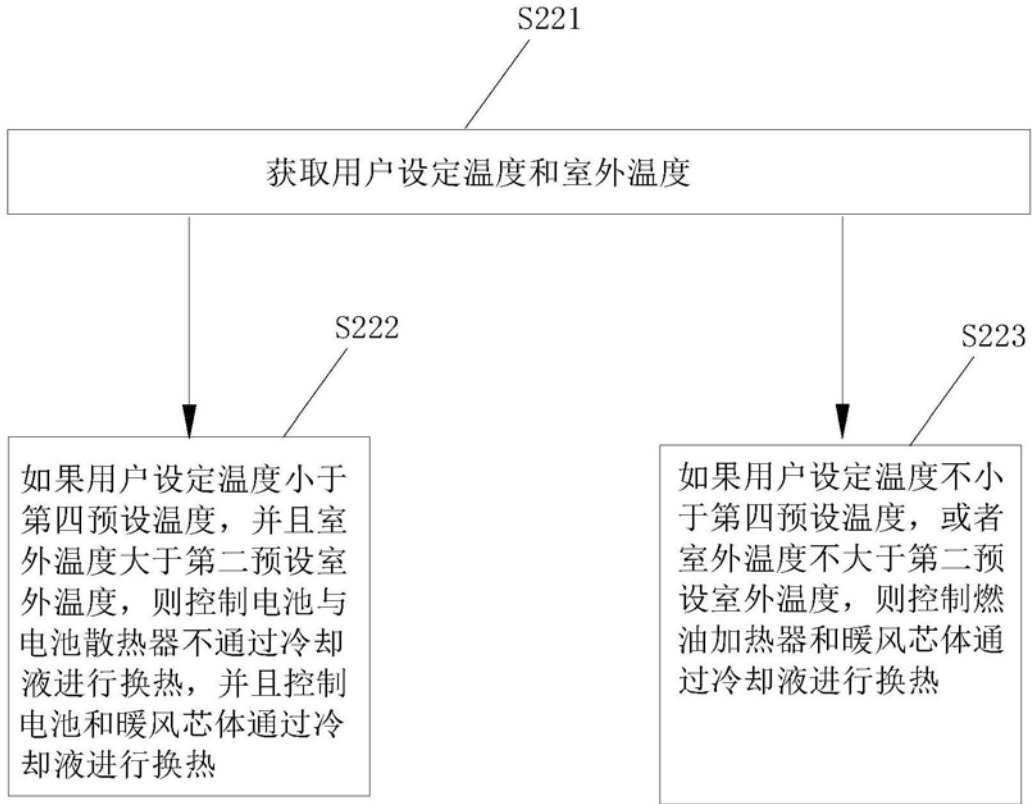 S221
获取用户设定温度和室外温度
S222
S223
如果用户设定温度小于
第四预设温度，并且室
外温度大于第二预设室
外温度，则控制电池与
电池散热器不通过冷却
液进行换热，并且控制
电池和暖风芯体通过冷
却液进行换热
如果用户设定温度不小
于第四预设温度，或者
室外温度不大于第二预
设室外温度，则控制燃
油加热器和暖风芯体通
过冷却液进行换热